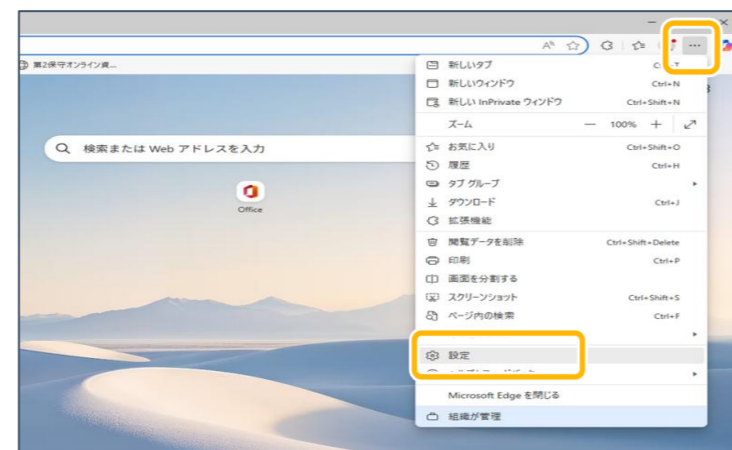 第2保守オンライン資...
検索または Web アドレスを入力
Office
新しいタブ
新しいウィンドウ Ctrl+N
新しい InPrivate ウィンドウ Ctrl+Shift+N
ズーム — 100% +
お気に入り Ctrl+Shift+O
履歴 Ctrl+H
タブ グループ
ダウンロード Ctrl+J
拡張機能
閲覧データを削除 Ctrl+Shift+Delete
印刷 Ctrl+P
画面を分割する
スクリーンショット Ctrl+Shift+S
ページ内の検索 Ctrl+F
設定
Microsoft Edge を閉じる
組織が管理